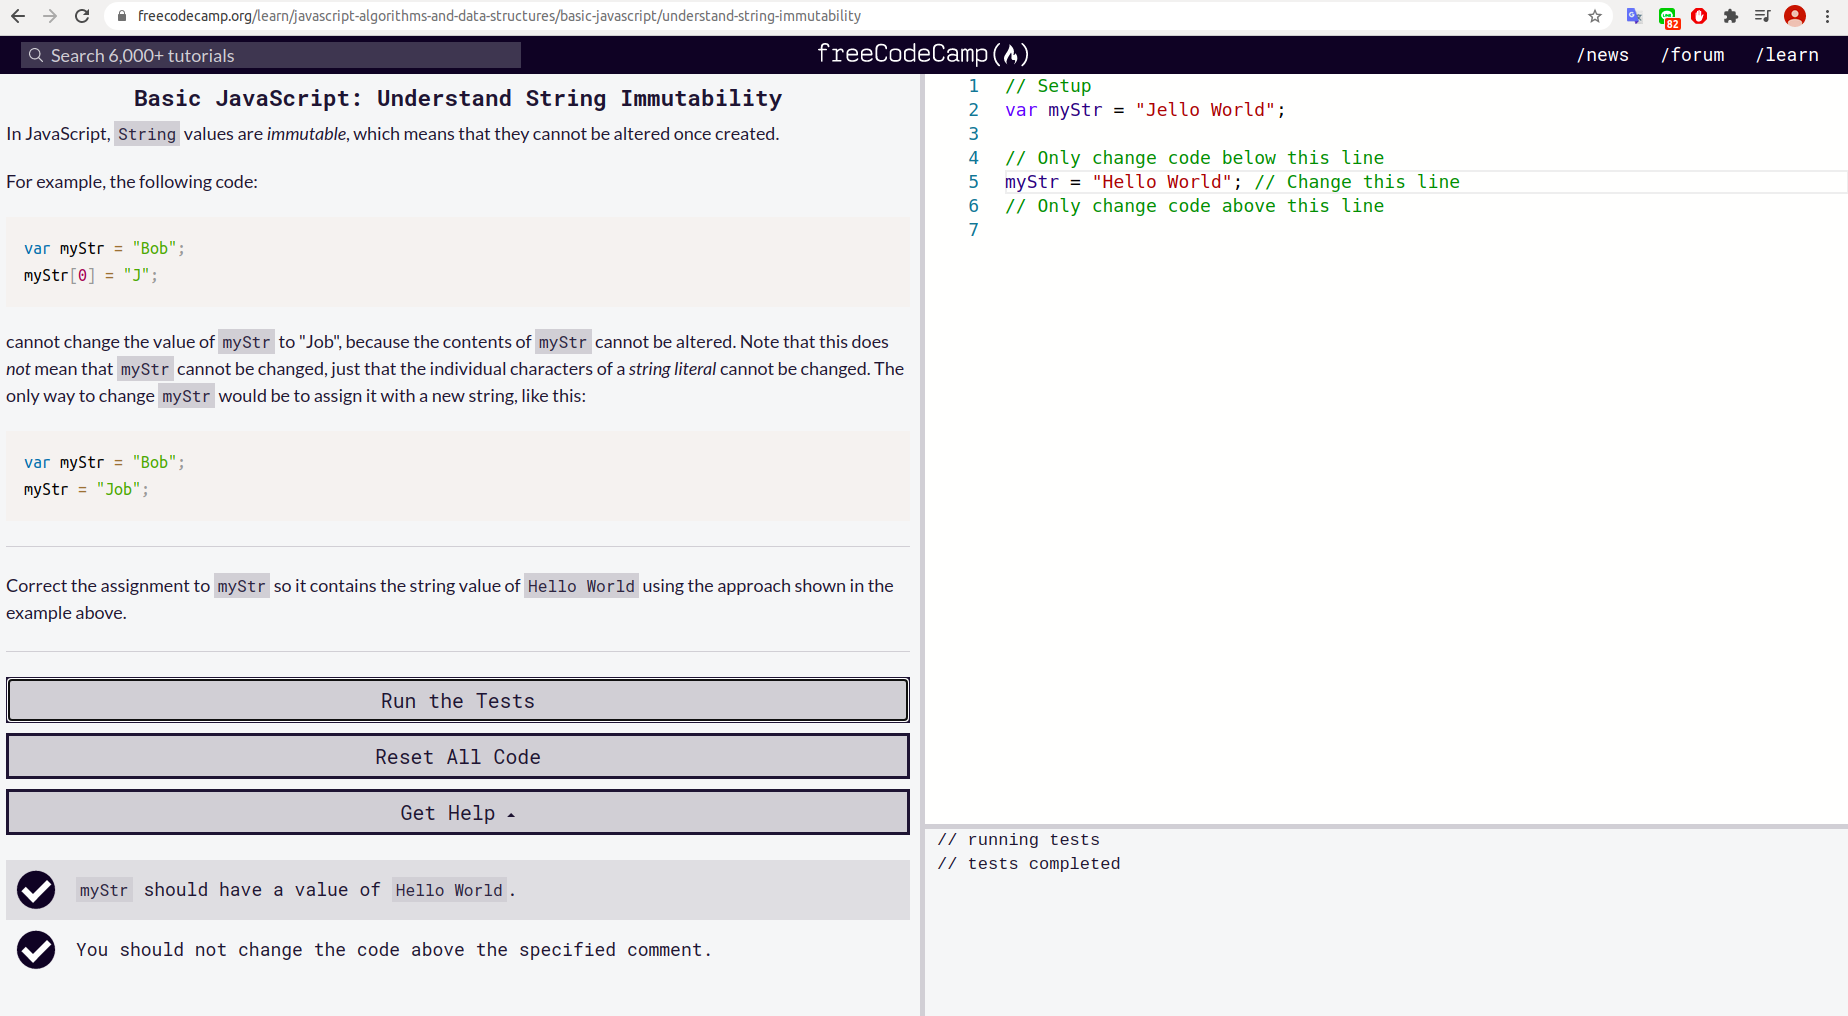 freecodecamp.org/learn/javascript-algorithms-and-data-structures/basic-javascript/understand-string-immutability
82
Search 6,000+ tutorials
freeCodeCamp
/news
/forum
/learn
Basic JavaScript: Understand String Immutability
In JavaScript, String values are immutable, which means that they cannot be altered once created.
For example, the following code:
var myStr = "Bob";
myStr[0] = "J";
cannot change the value of myStr to "Job", because the contents of myStr cannot be altered. Note that this does
not mean that myStr cannot be changed, just that the individual characters of a string literal cannot be changed. The
only way to change myStr would be to assign it with a new string, like this:
var myStr = "Bob";
myStr = "Job";
Correct the assignment to myStr so it contains the string value of Hello World using the approach shown in the
example above.
Run the Tests
Reset All Code
Get Help
myStr should have a value of Hello World.
You should not change the code above the specified comment.
1 // Setup
2 var myStr = "Jello World";
3
4 // Only change code below this line
5 myStr = "Hello World"; // Change this line
6 // Only change code above this line
7
// running tests
// tests completed